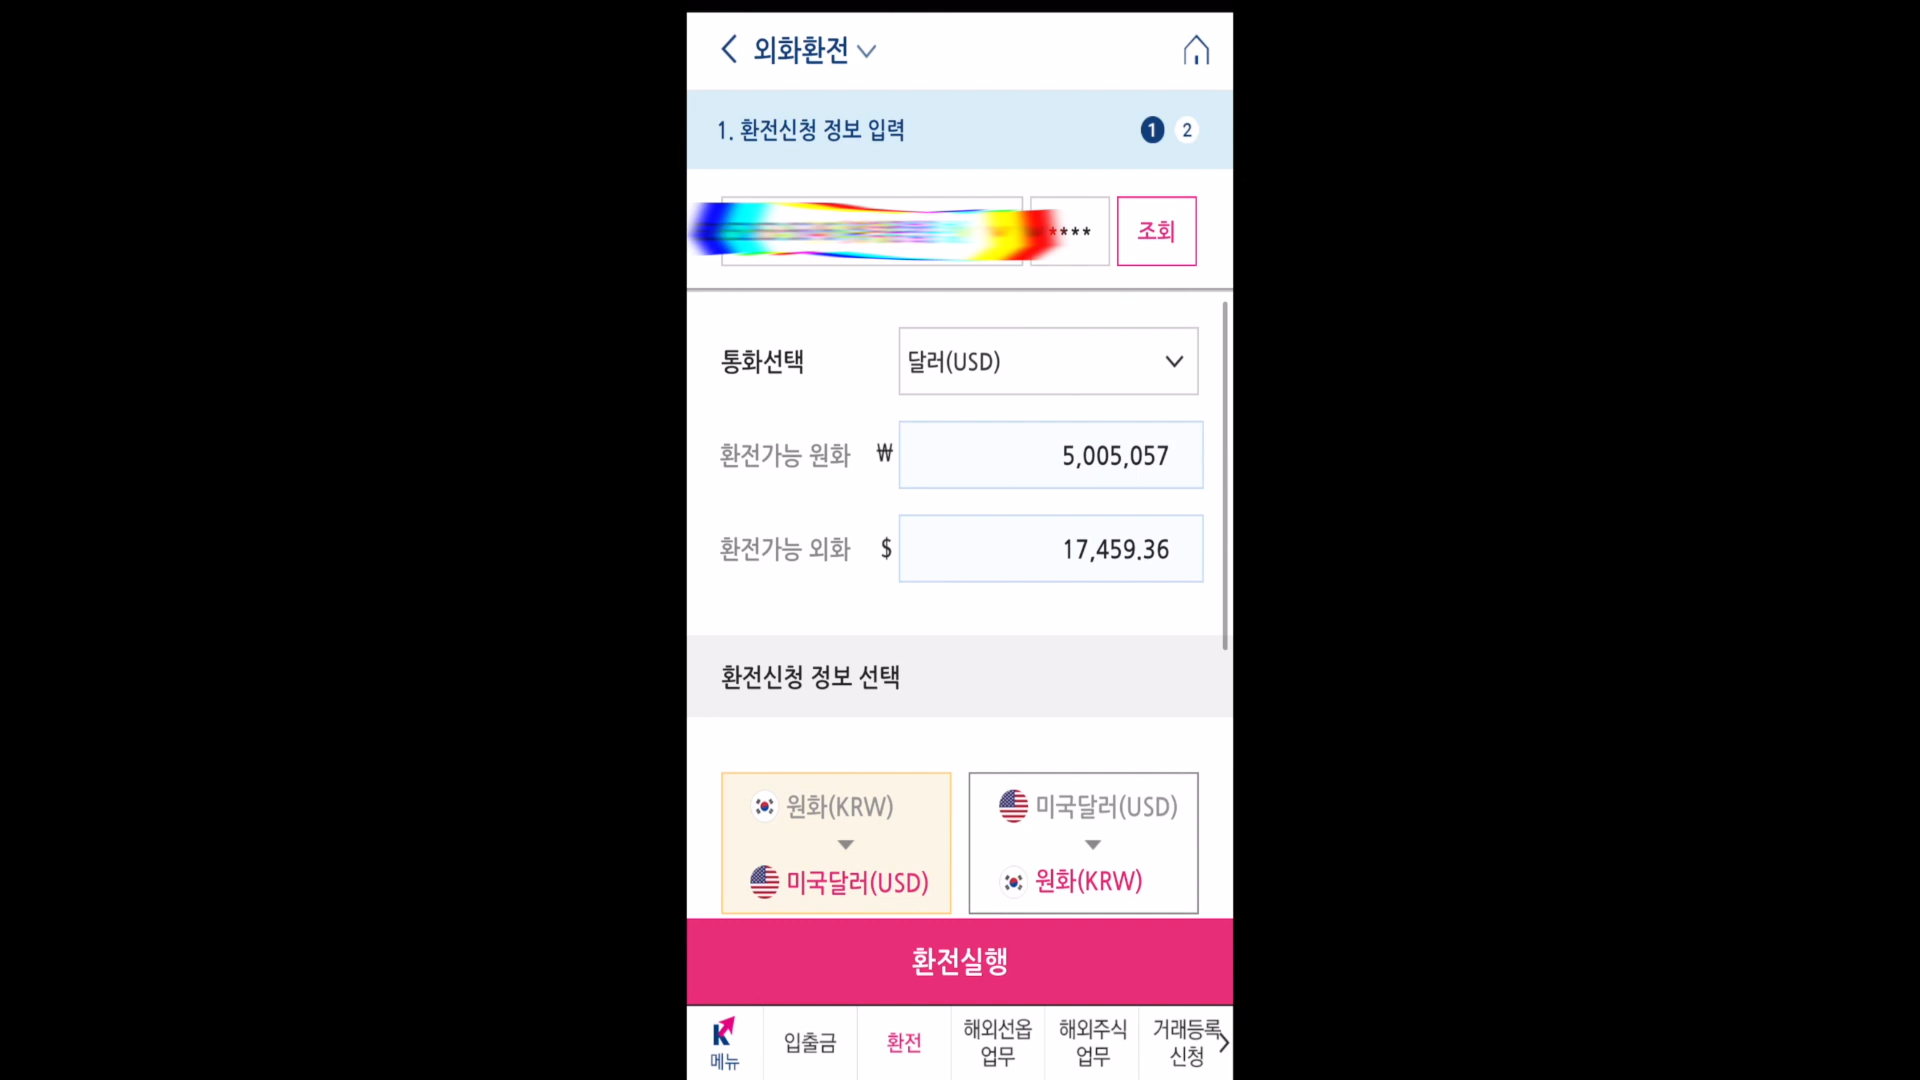 외화환전
1. 환전신청 정보 입력 1 2
**** 조회
통화선택 달러(USD)
환전가능 원화 ₩ 5,005,057
환전가능 외화 $ 17,459.36
환전신청 정보 선택
원화(KRW)
미국달러(USD)
미국달러(USD)
원화(KRW)
환전실행
메뉴
입출금
환전
해외선옵
업무
해외주식
업무
거래등록
신청